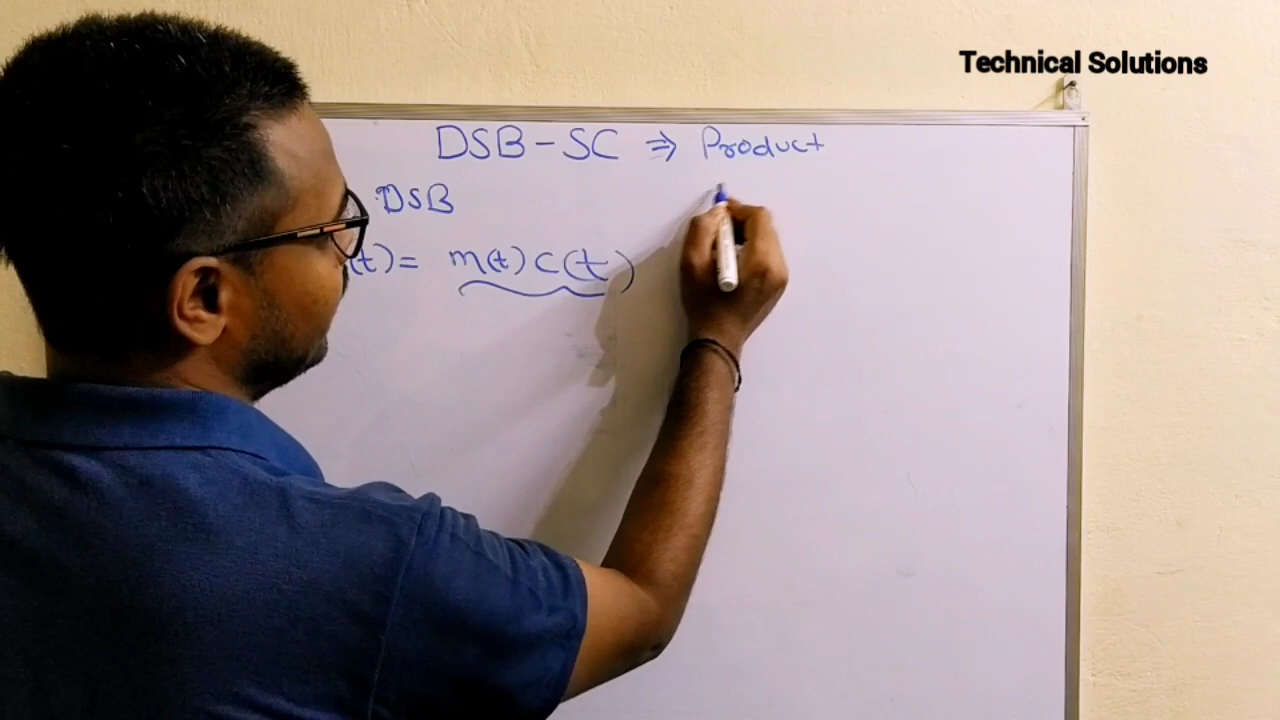 Technical Solutions
DSB-SC ⇒ Product
DSB
(t) = m(t) c(t)